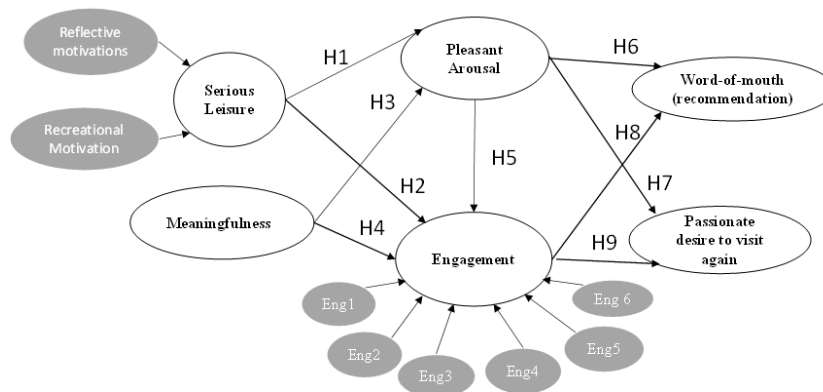 Reflective
motivations
Recreational
Motivation
Serious
Leisure
Meaningfulness
H1
H3
H2
H4
Pleasant
Arousal
H5
Engagement
Eng1
Eng2
Eng3
Eng4
Eng5
Eng 6
H6
H8
H7
H9
Word-of-mouth
(recommendation)
Passionate
desire to visit
again